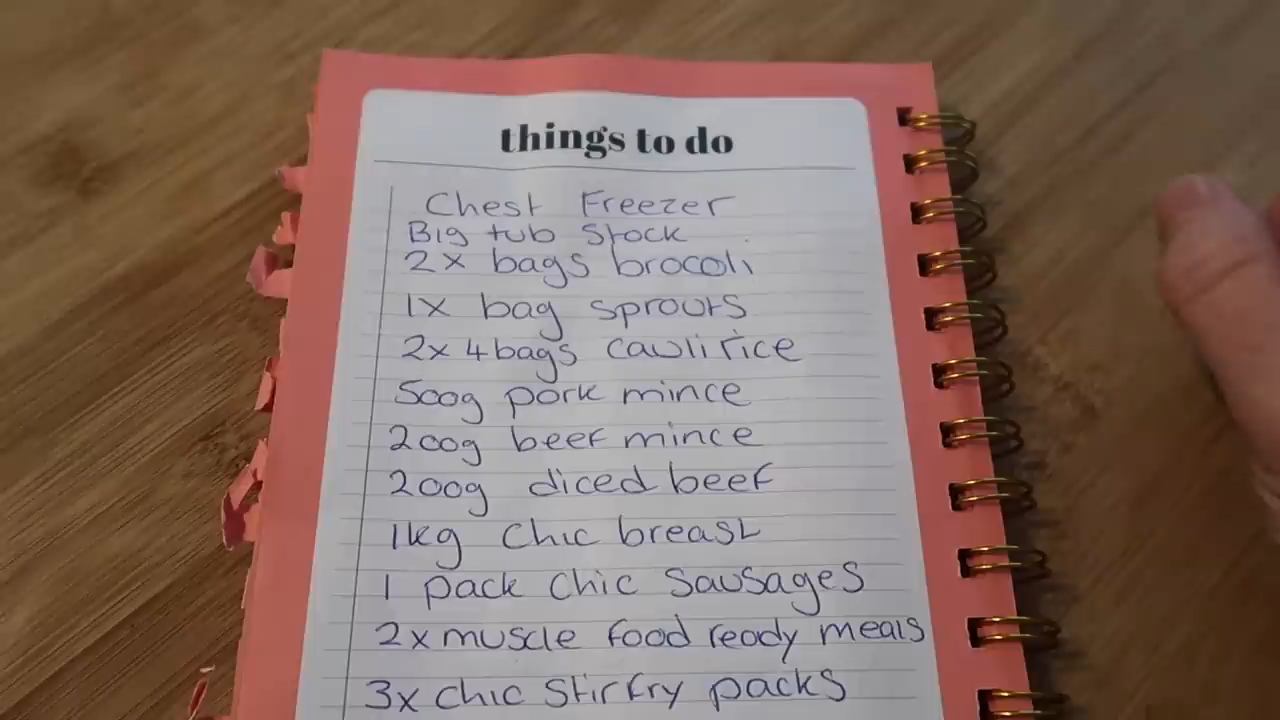 things to do
Chest Freezer
Big tub stock
2x bags brocoli
1x bag sprouts
2x 4 bags cauli rice
500g pork mince
200g beef mince
200g diced beef
1kg chic breast
1 pack chic sausages
2x muscle food ready meals
3x chic stirfry packs